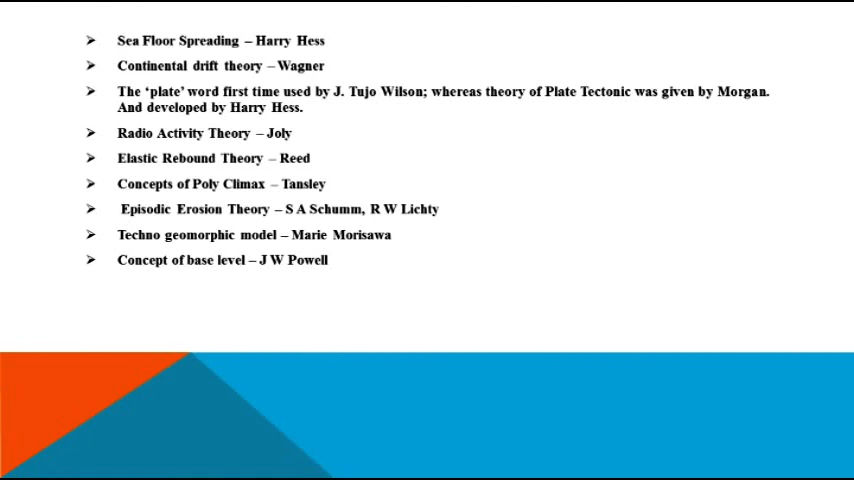 ➢ Sea Floor Spreading – Harry Hess
➢ Continental drift theory – Wagner
➢ The ‘plate’ word first time used by J. Tujo Wilson; whereas theory of Plate Tectonic was given by Morgan.
And developed by Harry Hess.
➢ Radio Activity Theory – Joly
➢ Elastic Rebound Theory – Reed
➢ Concepts of Poly Climax – Tansley
➢ Episodic Erosion Theory – S A Schumm, R W Lichty
➢ Techno geomorphic model – Marie Morisawa
➢ Concept of base level – J W Powell